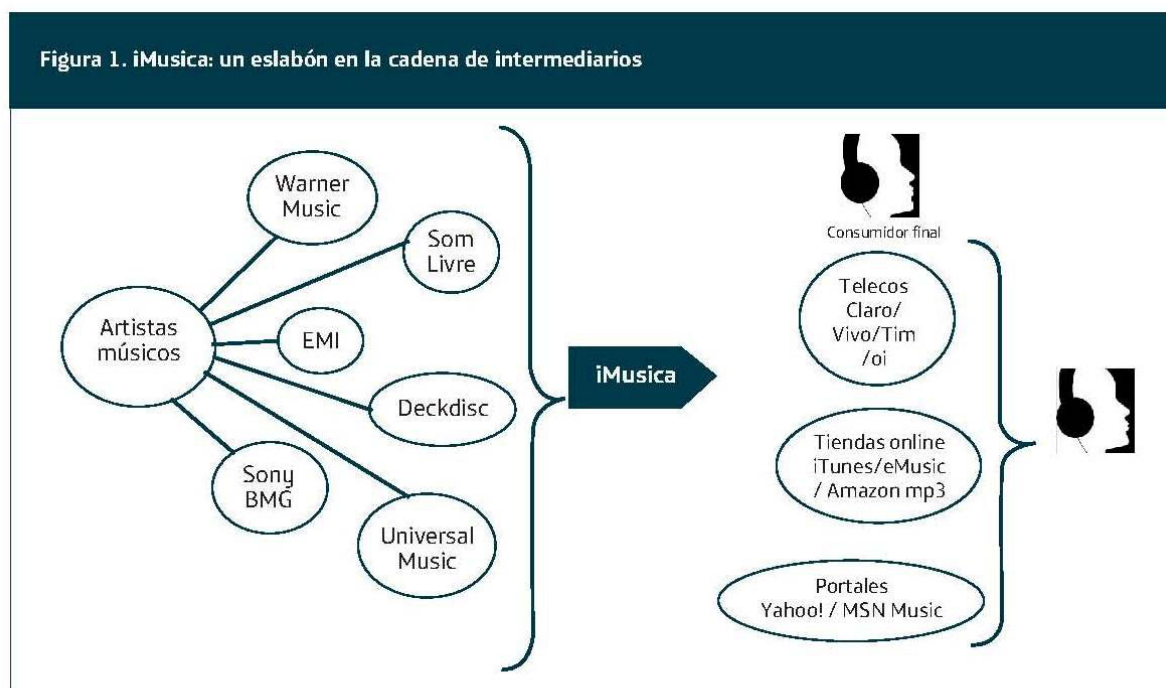 Figura 1. iMusica: un eslabón en la cadena de intermediarios
Warner
Music
Som
Livre
Artistas
músicos
EMI
Deckdisc
Sony
BMG
Universal
Music
iMusica
Consumidor final
Telecos
Claro/
Vivo/Tim
/oi
Tiendas online
iTunes/eMusic
/ Amazon mp3
Portales
Yahoo! / MSN Music